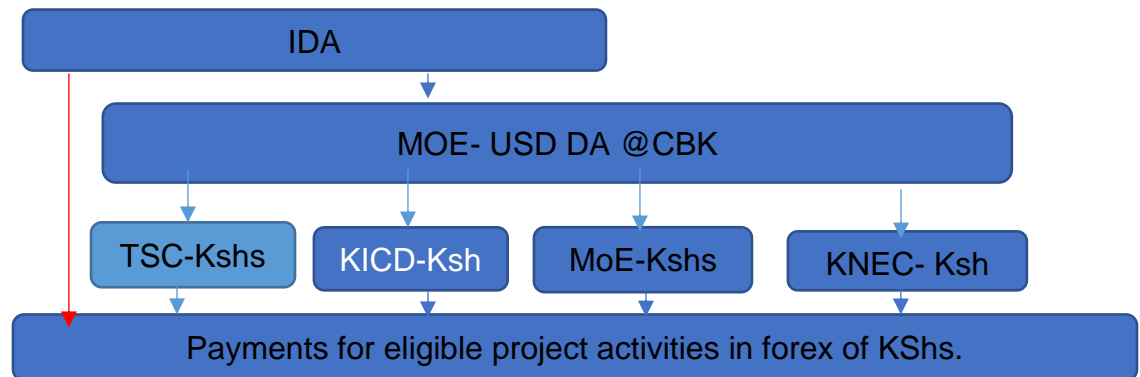 IDA
MOE- USD DA @CBK
TSC-Kshs
KICD-Ksh
MoE-Kshs
KNEC- Ksh
Payments for eligible project activities in forex of KShs.